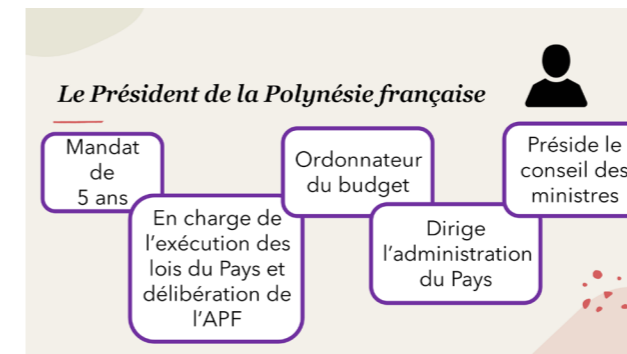 Le Président de la Polynésie française
Mandat
de
5 ans
En charge de
l'exécution des
lois du Pays et
délibération de
l'APF
Ordonnateur
du budget
Dirige
l'administration
du Pays
Préside le
conseil des
ministres